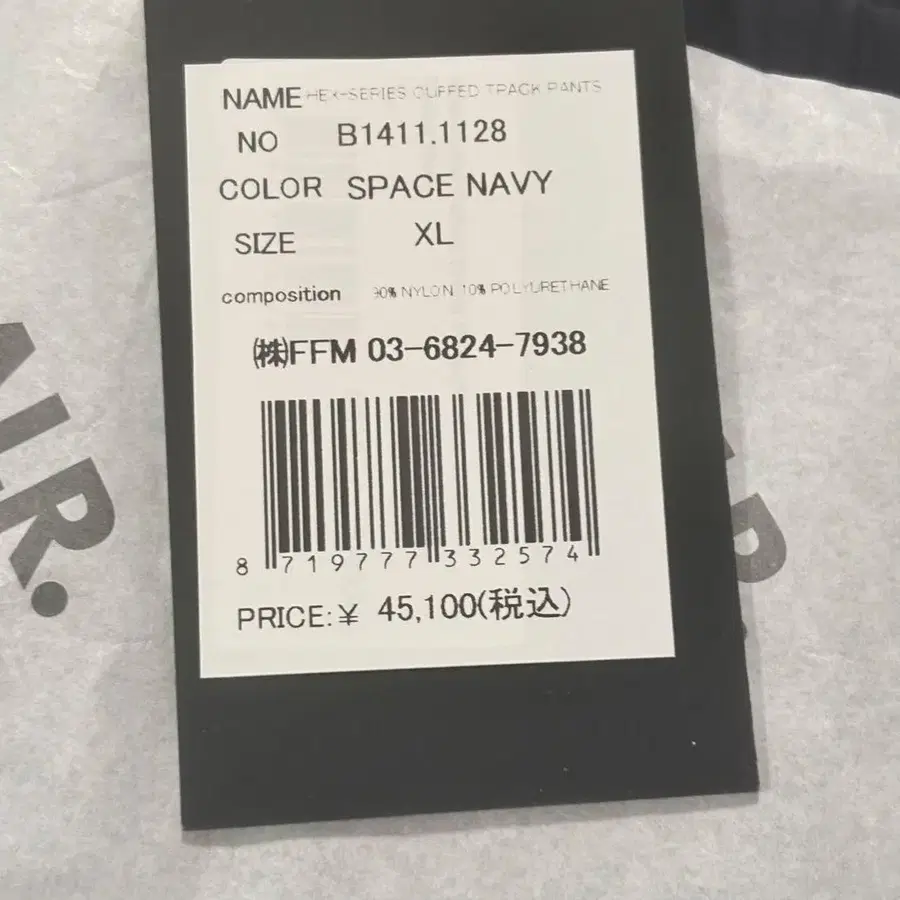 NAME HEX-SERIES CUFFED TRACK PANTS
NO B1411.1128
COLOR SPACE NAVY
SIZE XL
composition 90% NYLON 10% POLYURETHANE
㈱FFM 03-6824-7938
8 719777 332574
PRICE:¥ 45,100(税込)